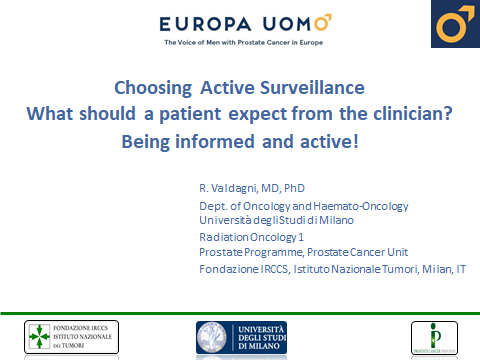 EUROPA UOMO
The Voice of Men with Prostate Cancer in Europe
Choosing Active Surveillance
What should a patient expect from the clinician?
Being informed and active!
R. Valdagni, MD, PhD
Dept. of Oncology and Haemato-Oncology
Università degli Studi di Milano
Radiation Oncology 1
Prostate Programme, Prostate Cancer Unit
Fondazione IRCCS, Istituto Nazionale Tumori, Milan, IT
FONDAZIONE IRCCS
ISTITUTO NAZIONALE
DEI TUMORI
UNIVERSITÀ
DEGLI STUDI
DI MILANO